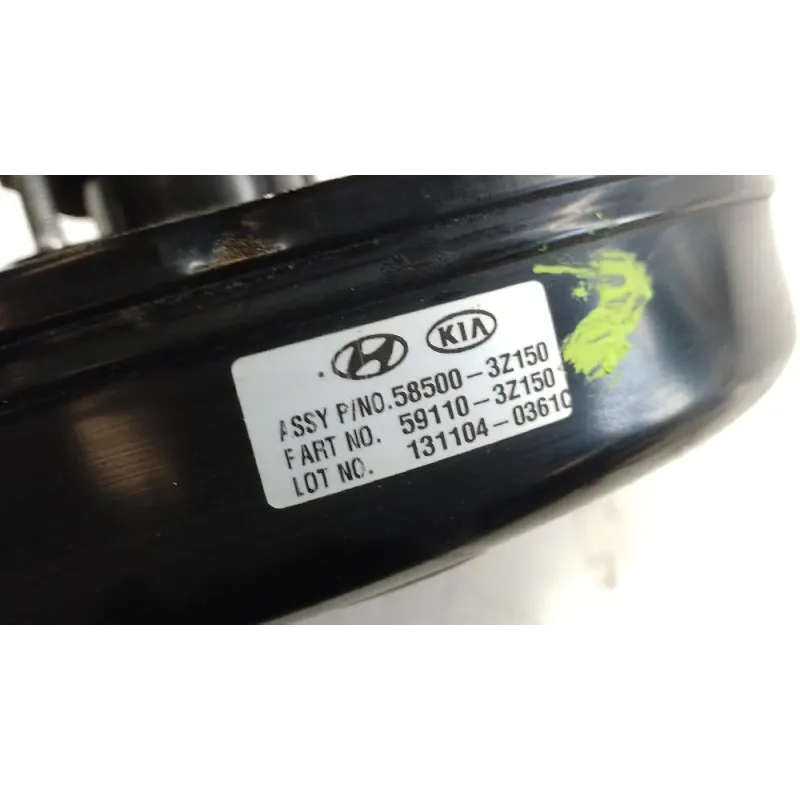 KIA
ASSY P/NO.58500-3Z150
PART NO. 59110-3Z150
LOT NO. 131104-0361